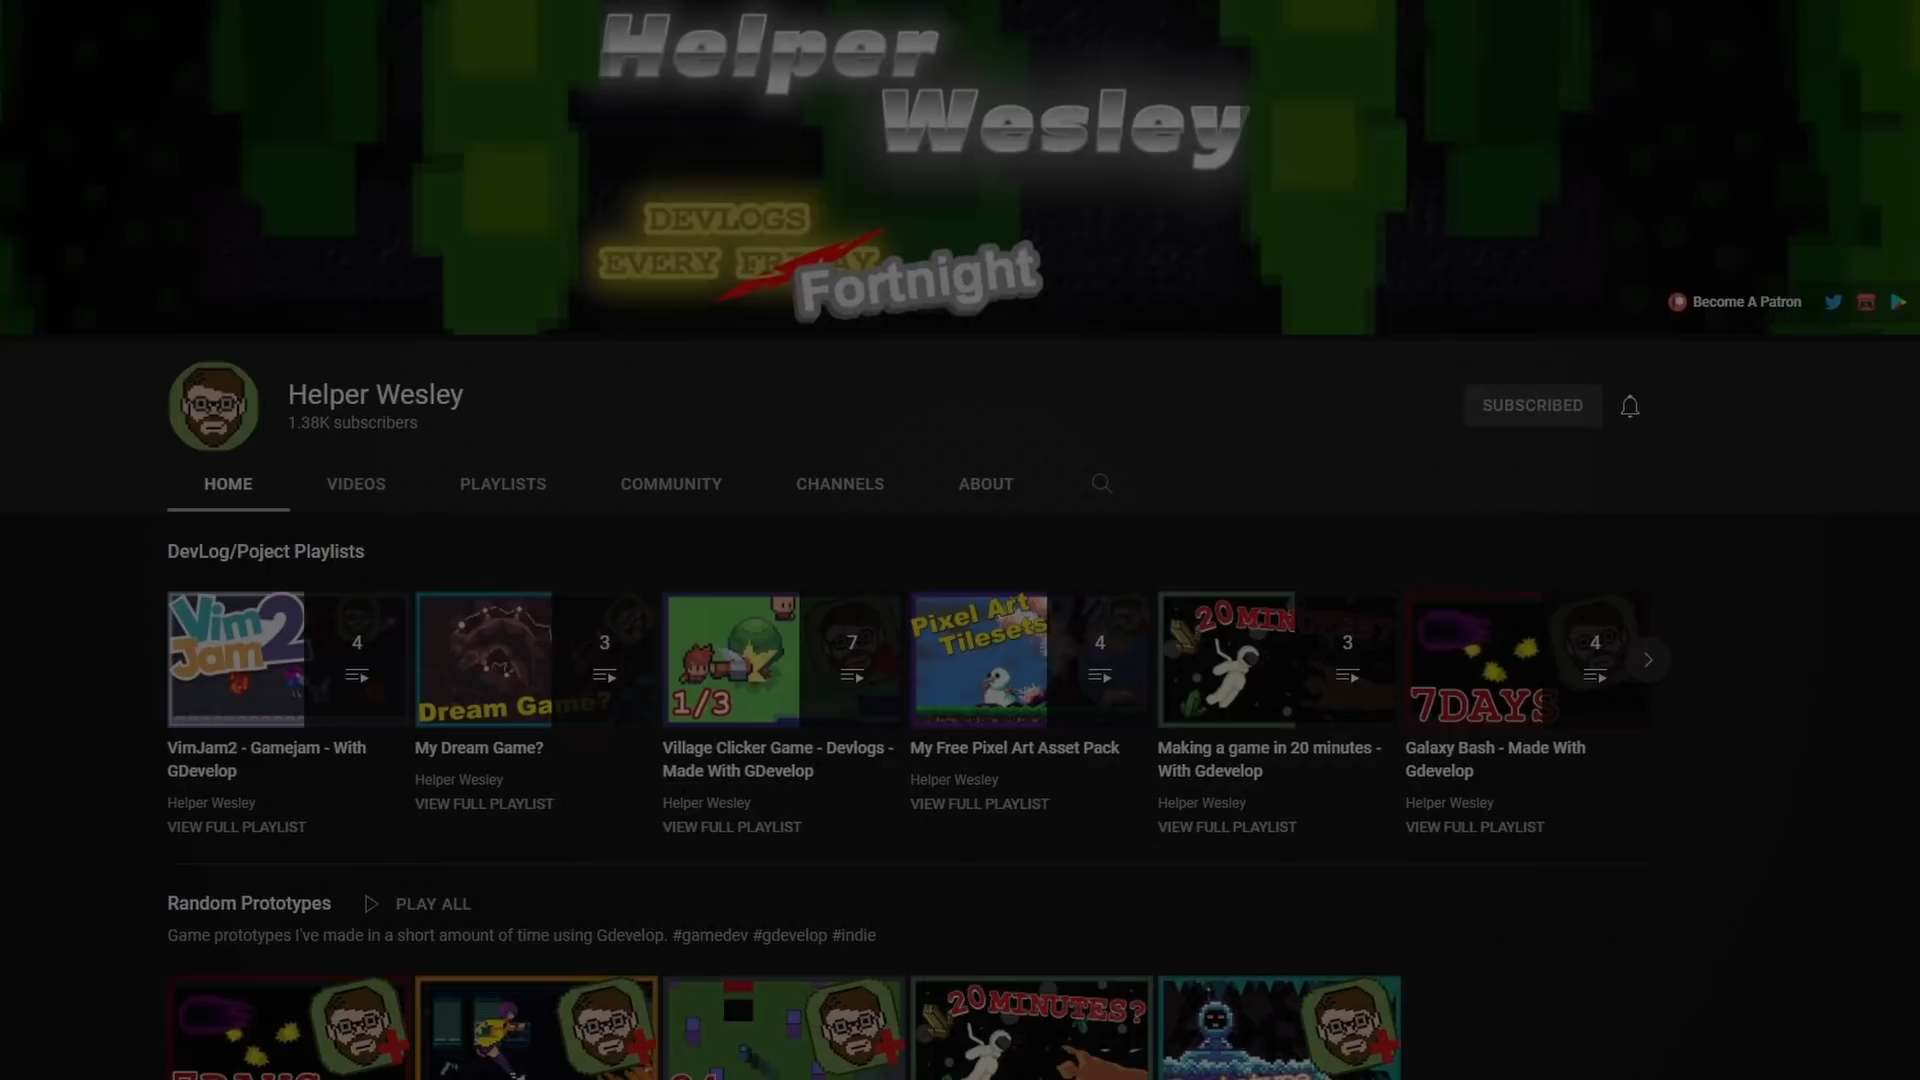 Helper
Wesley
DEVLOGS
EVERY FRIDAY
Fortnight
Become A Patron
Helper Wesley
1.38K subscribers
SUBSCRIBED
HOME VIDEOS PLAYLISTS COMMUNITY CHANNELS ABOUT
DevLog/Poject Playlists
Vim 2
Jam
4
Dream Game?
3
1/3
7
Pixel Art
Tilesets
4
20 MINUTES?
3
7DAYS
4
VimJam2 - Gamejam - With
GDevelop
Helper Wesley
VIEW FULL PLAYLIST
My Dream Game?
Helper Wesley
VIEW FULL PLAYLIST
Village Clicker Game - Devlogs -
Made With GDevelop
Helper Wesley
VIEW FULL PLAYLIST
My Free Pixel Art Asset Pack
Helper Wesley
VIEW FULL PLAYLIST
Making a game in 20 minutes -
With Gdevelop
Helper Wesley
VIEW FULL PLAYLIST
Galaxy Bash - Made With
Gdevelop
Helper Wesley
VIEW FULL PLAYLIST
Random Prototypes PLAY ALL
Game prototypes I've made in a short amount of time using Gdevelop. #gamedev #gdevelop #indie
7DAYS
20 MINUTES?